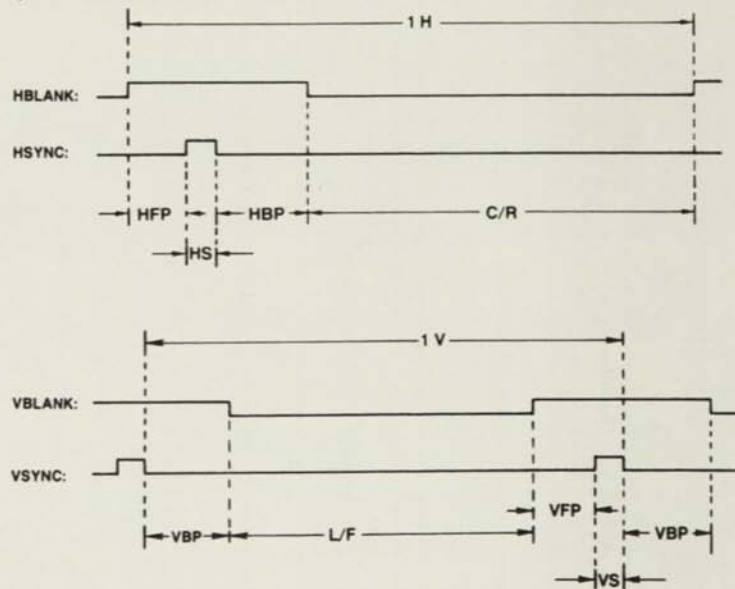 1 H
HBLANK:
HSYNC:
HFP HBP C/R
HS
1 V
VBLANK:
VSYNC:
VFP
VBP L/F VBP
VS